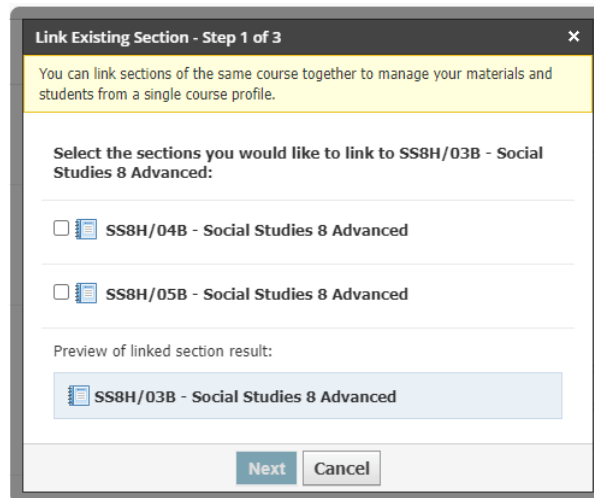 Link Existing Section - Step 1 of 3 ×
You can link sections of the same course together to manage your materials and
students from a single course profile.
Select the sections you would like to link to SS8H/03B - Social
Studies 8 Advanced:
SS8H/04B - Social Studies 8 Advanced
SS8H/05B - Social Studies 8 Advanced
Preview of linked section result:
SS8H/03B - Social Studies 8 Advanced
Next Cancel